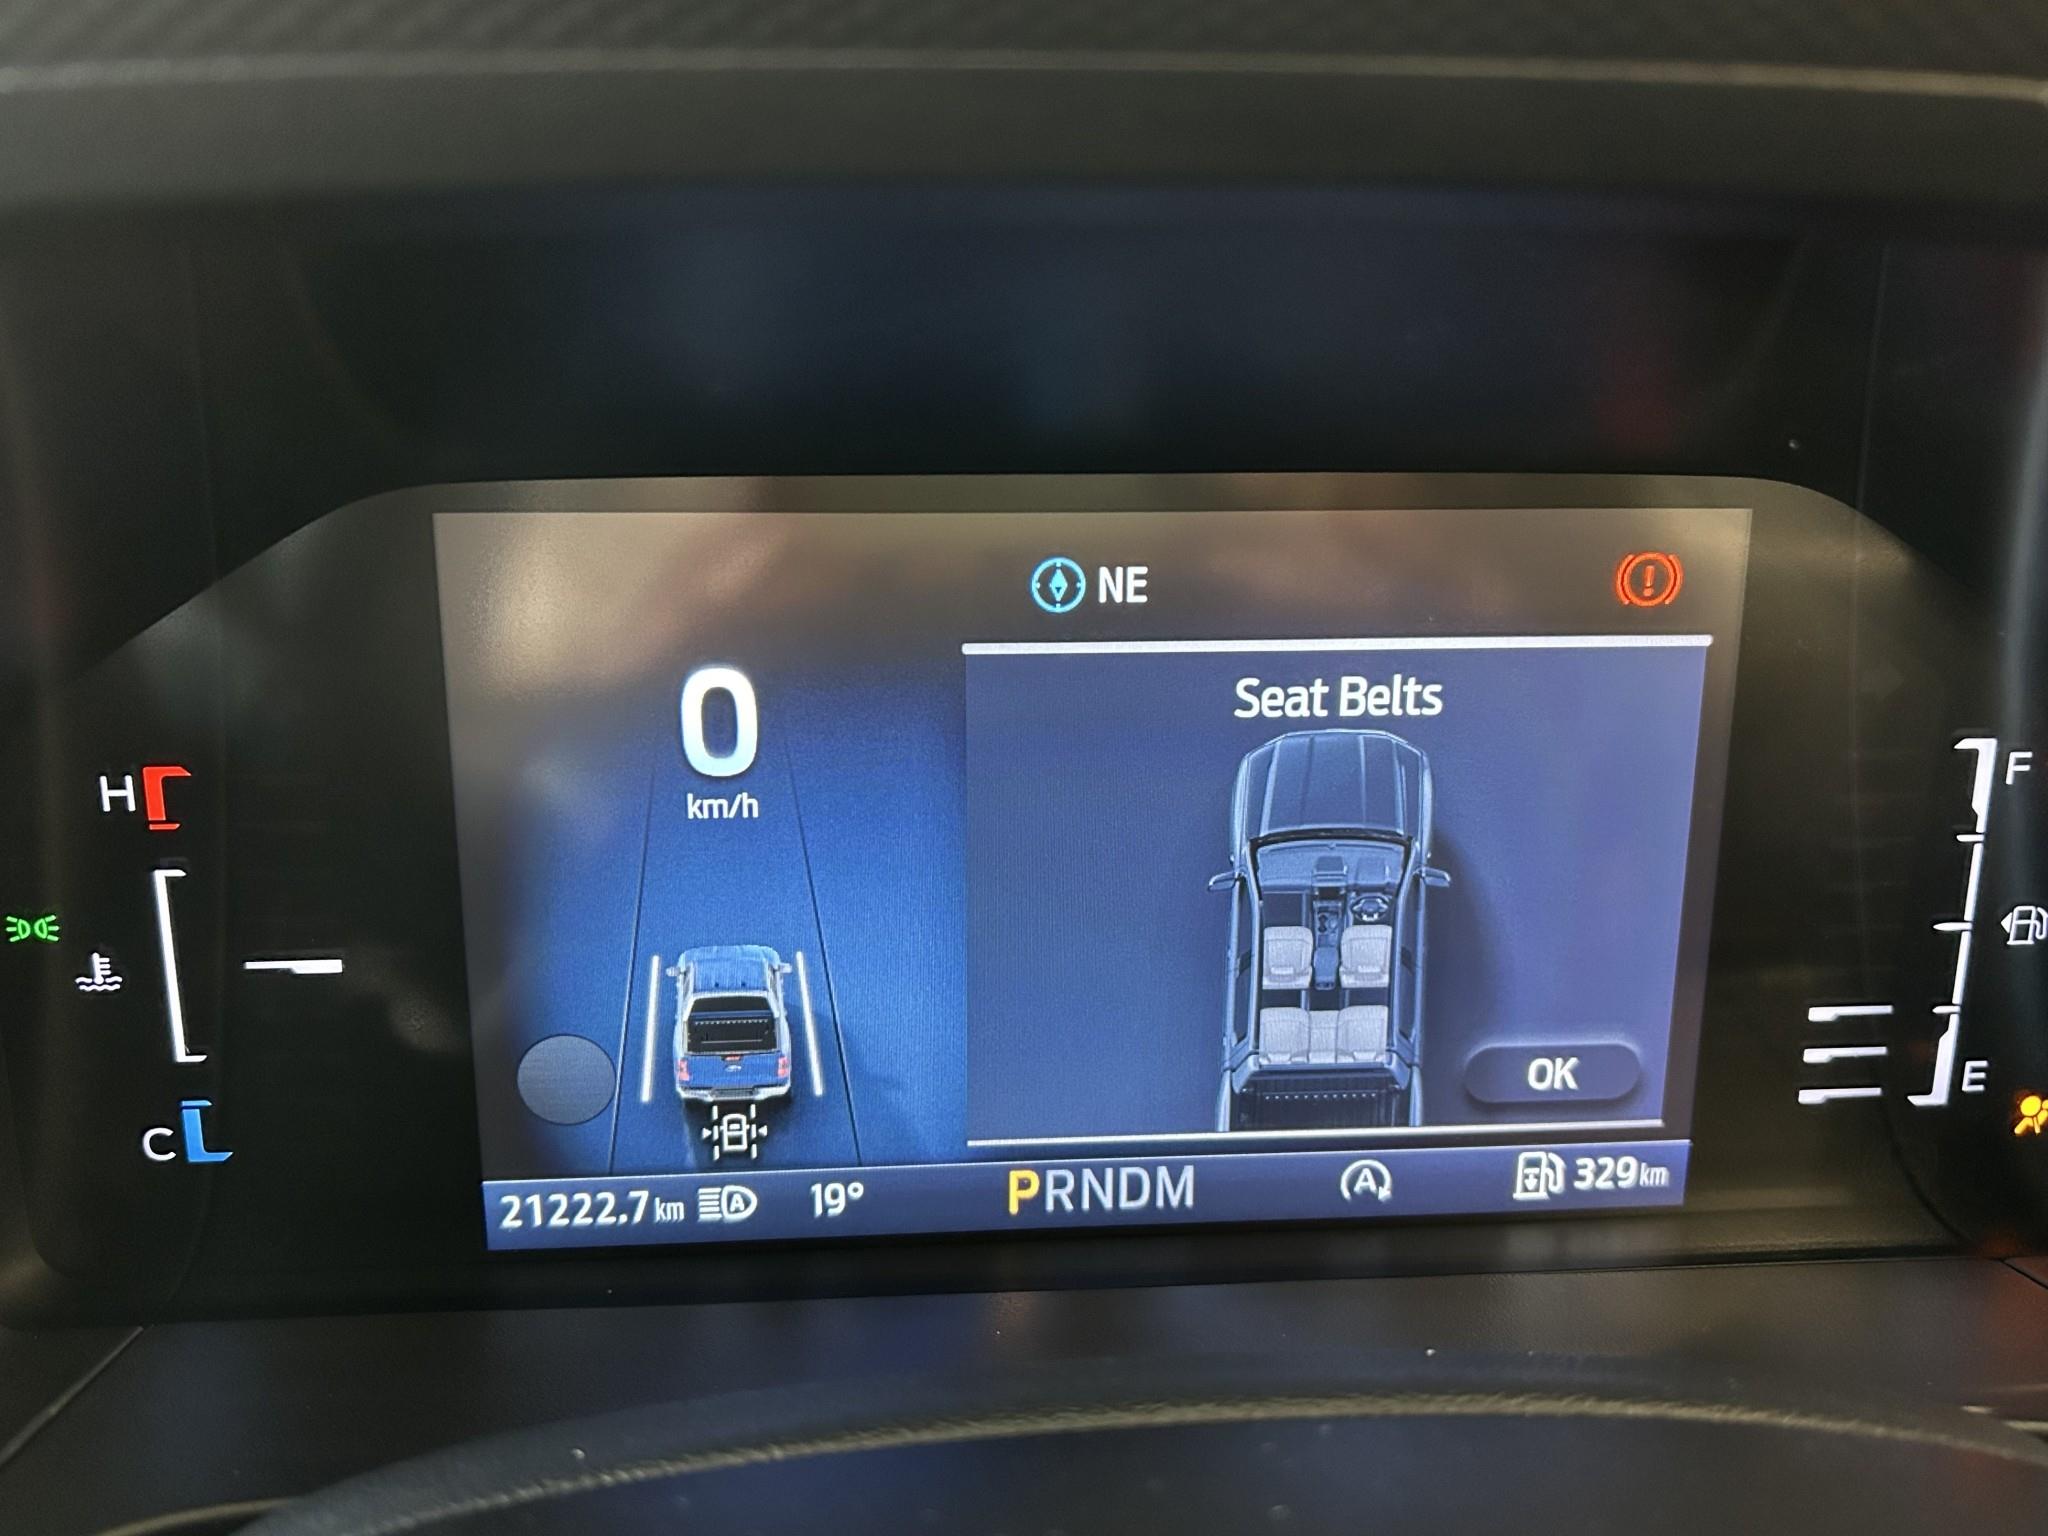 NE
0
km/h
Seat Belts
OK
H
C
F
E
21222.7 km
A
19°
PRNDM
A
329 km